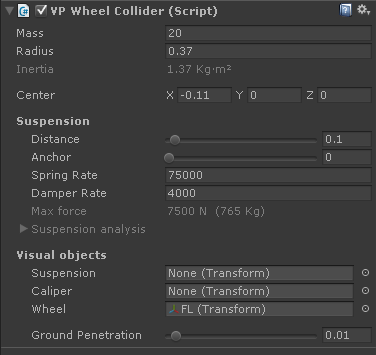 VP Wheel Collider (Script)
Mass 20
Radius 0.37
Inertia 1.37 Kg·m²
Center X -0.11 Y 0 Z 0
Suspension
Distance 0.1
Anchor 0
Spring Rate 75000
Damper Rate 4000
Max force 7500 N (765 Kg)
Suspension analysis
Visual objects
Suspension None (Transform)
Caliper None (Transform)
Wheel FL (Transform)
Ground Penetration 0.01